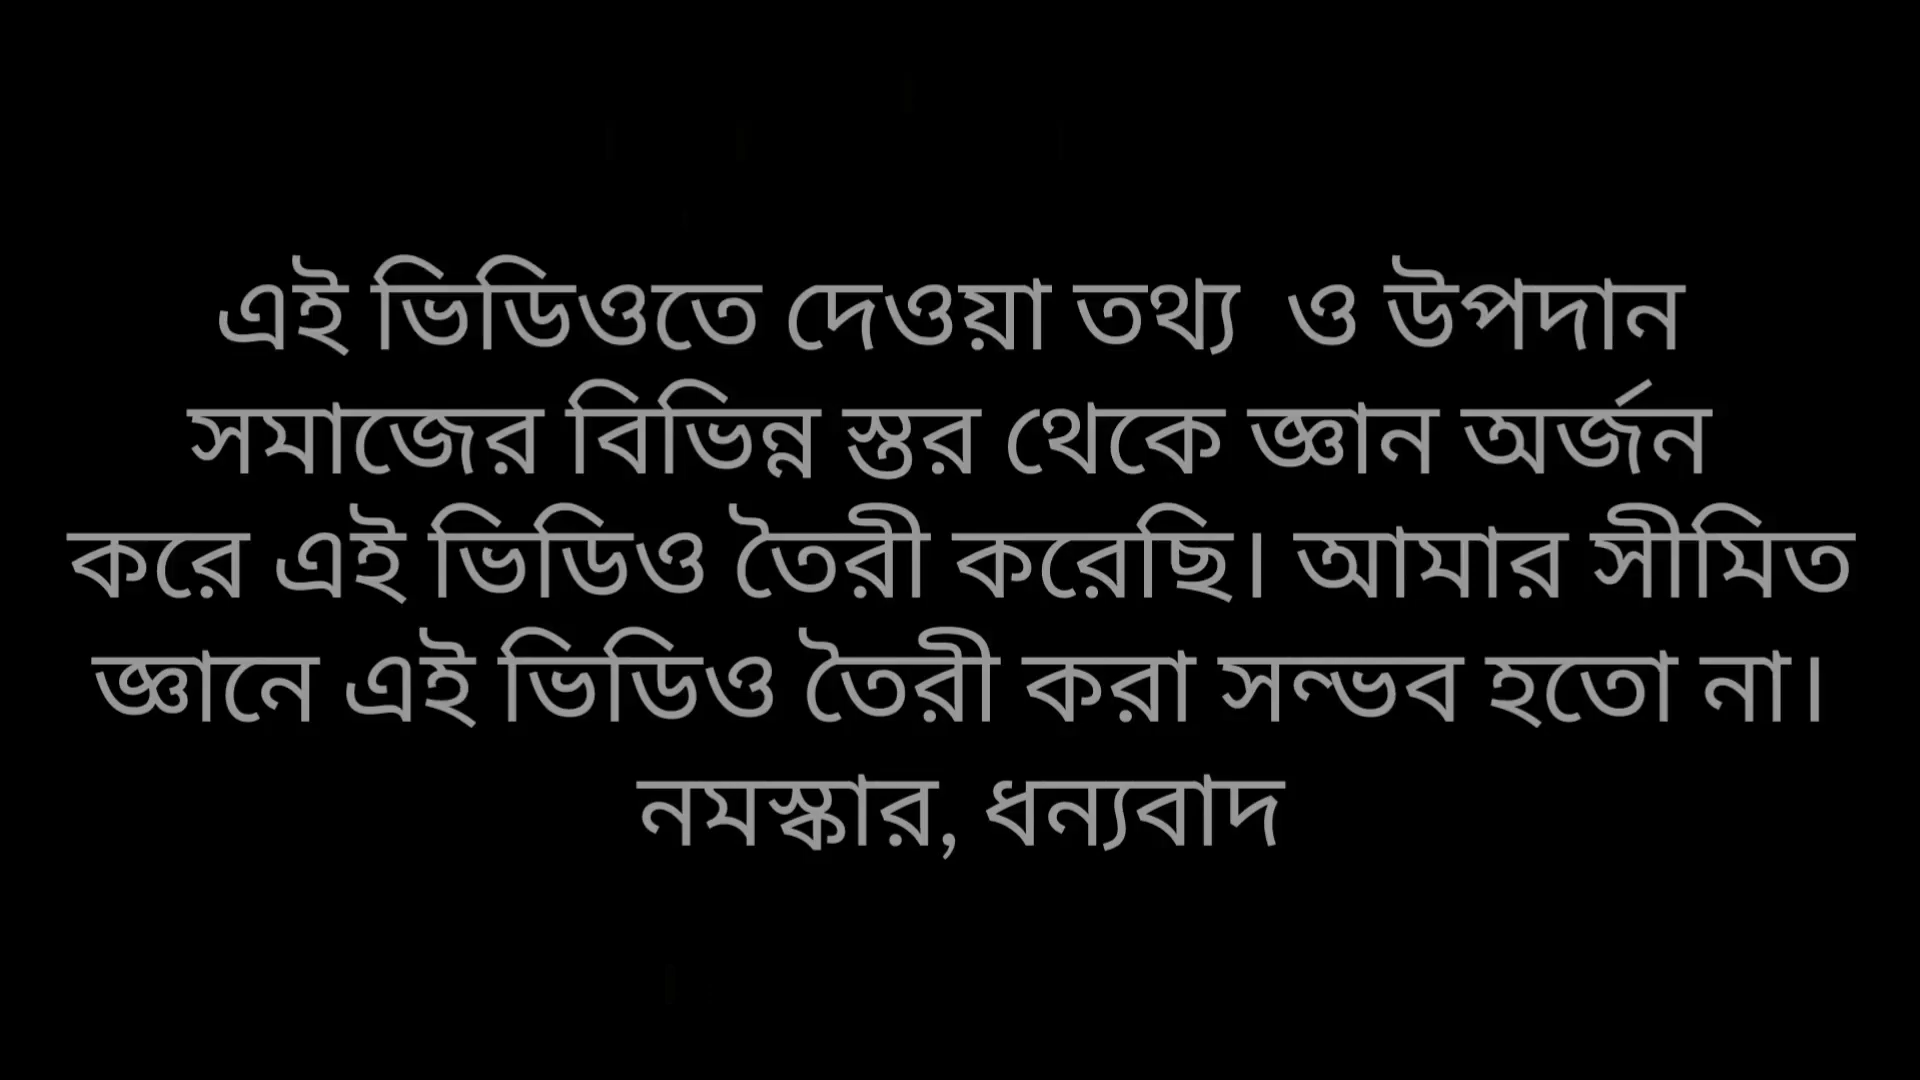 এই ভিডিওতে দেওয়া তথ্য  ও উপদান
সমাজের বিভিন্ন স্তর থেকে জ্ঞান অর্জন
করে এই ভিডিও তৈরী করেছি। আমার সীমিত
জ্ঞানে এই ভিডিও তৈরী করা সন্ভব হতো না।
নমস্কার, ধন্যবাদ